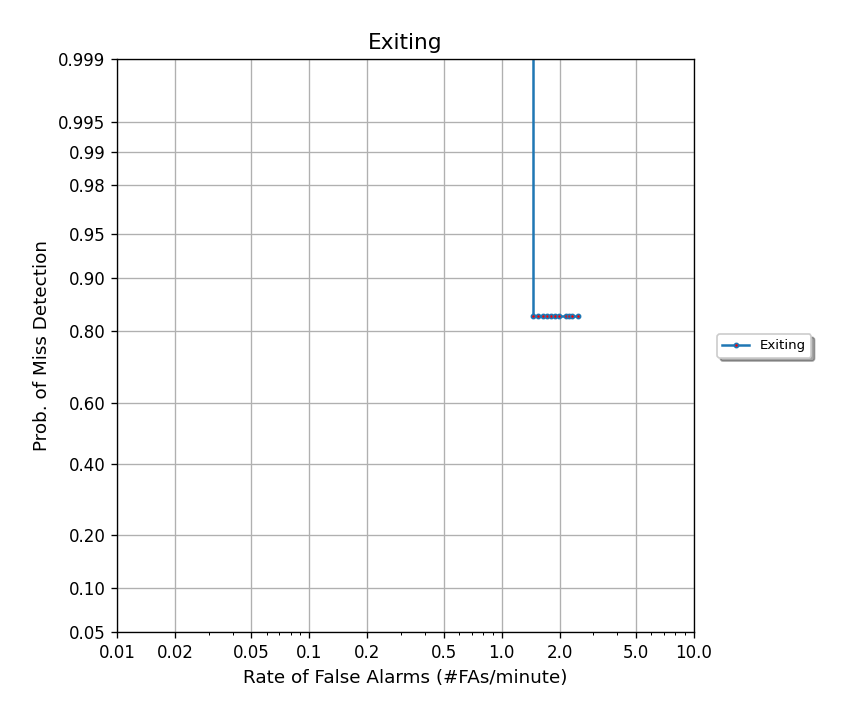 Exiting
0.999
0.995
0.99
0.98
0.95
0.90
0.80
0.60
0.40
0.20
0.10
0.05
Prob. of Miss Detection
Exiting
0.01 0.02 0.05 0.1 0.2 0.5 1.0 2.0 5.0 10.0
Rate of False Alarms (#FAs/minute)